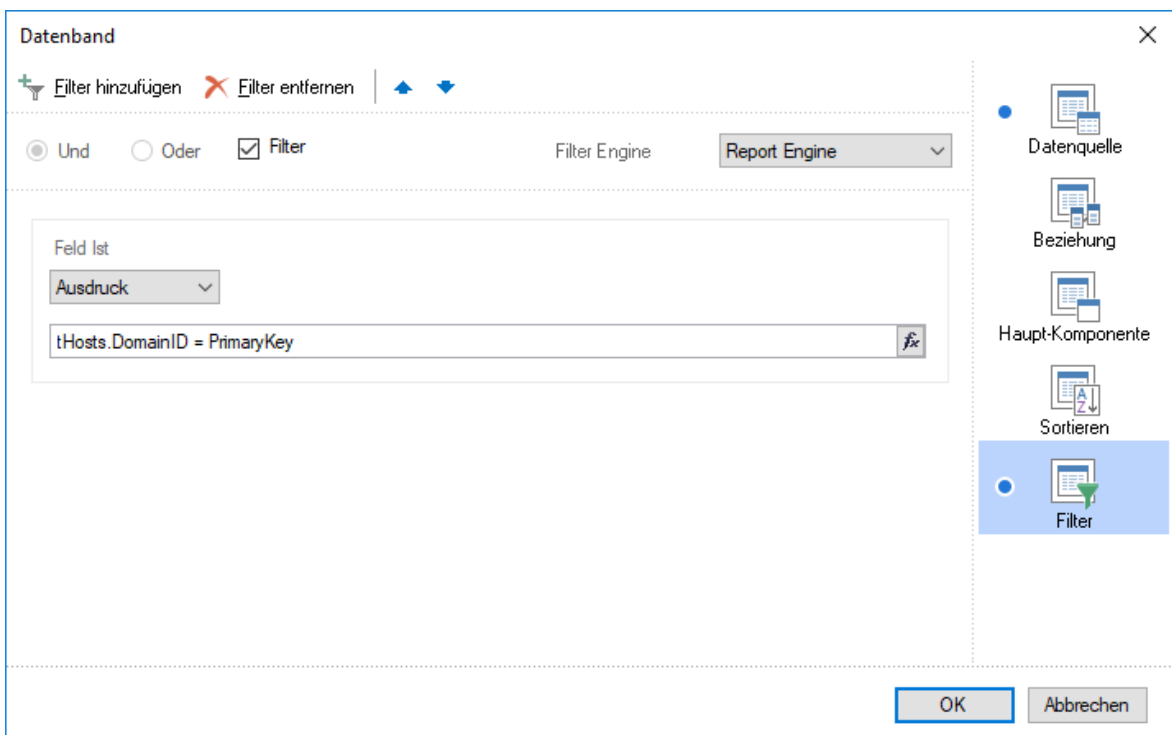 Datenband
Filter hinzufügen Filter entfernen
Und Oder Filter Filter Engine Report Engine
Feld Ist
Ausdruck
tHosts.DomainID = PrimaryKey
Datenquelle
Beziehung
Haupt-Komponente
Sortieren
Filter
OK Abbrechen